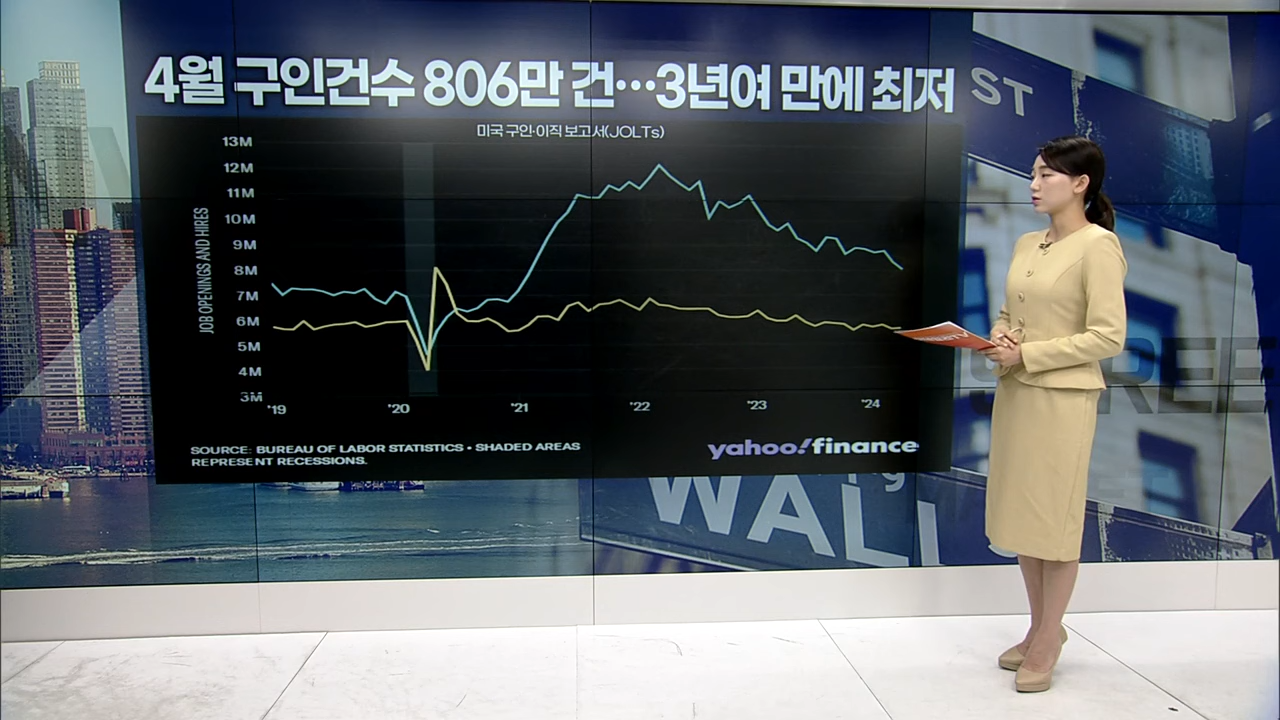 4월 구인건수 806만 건…3년여 만에 최저
ST
미국 구인·이직 보고서(JOLTs)
JOB OPENINGS AND HIRES
13M
12M
11M
10M
9M
8M
7M
6M
5M
4M
3M
'19 '20 '21 '22 '23 '24
SOURCE: BUREAU OF LABOR STATISTICS • SHADED AREAS
REPRESENT RECESSIONS.
yahoo!finance
WALL